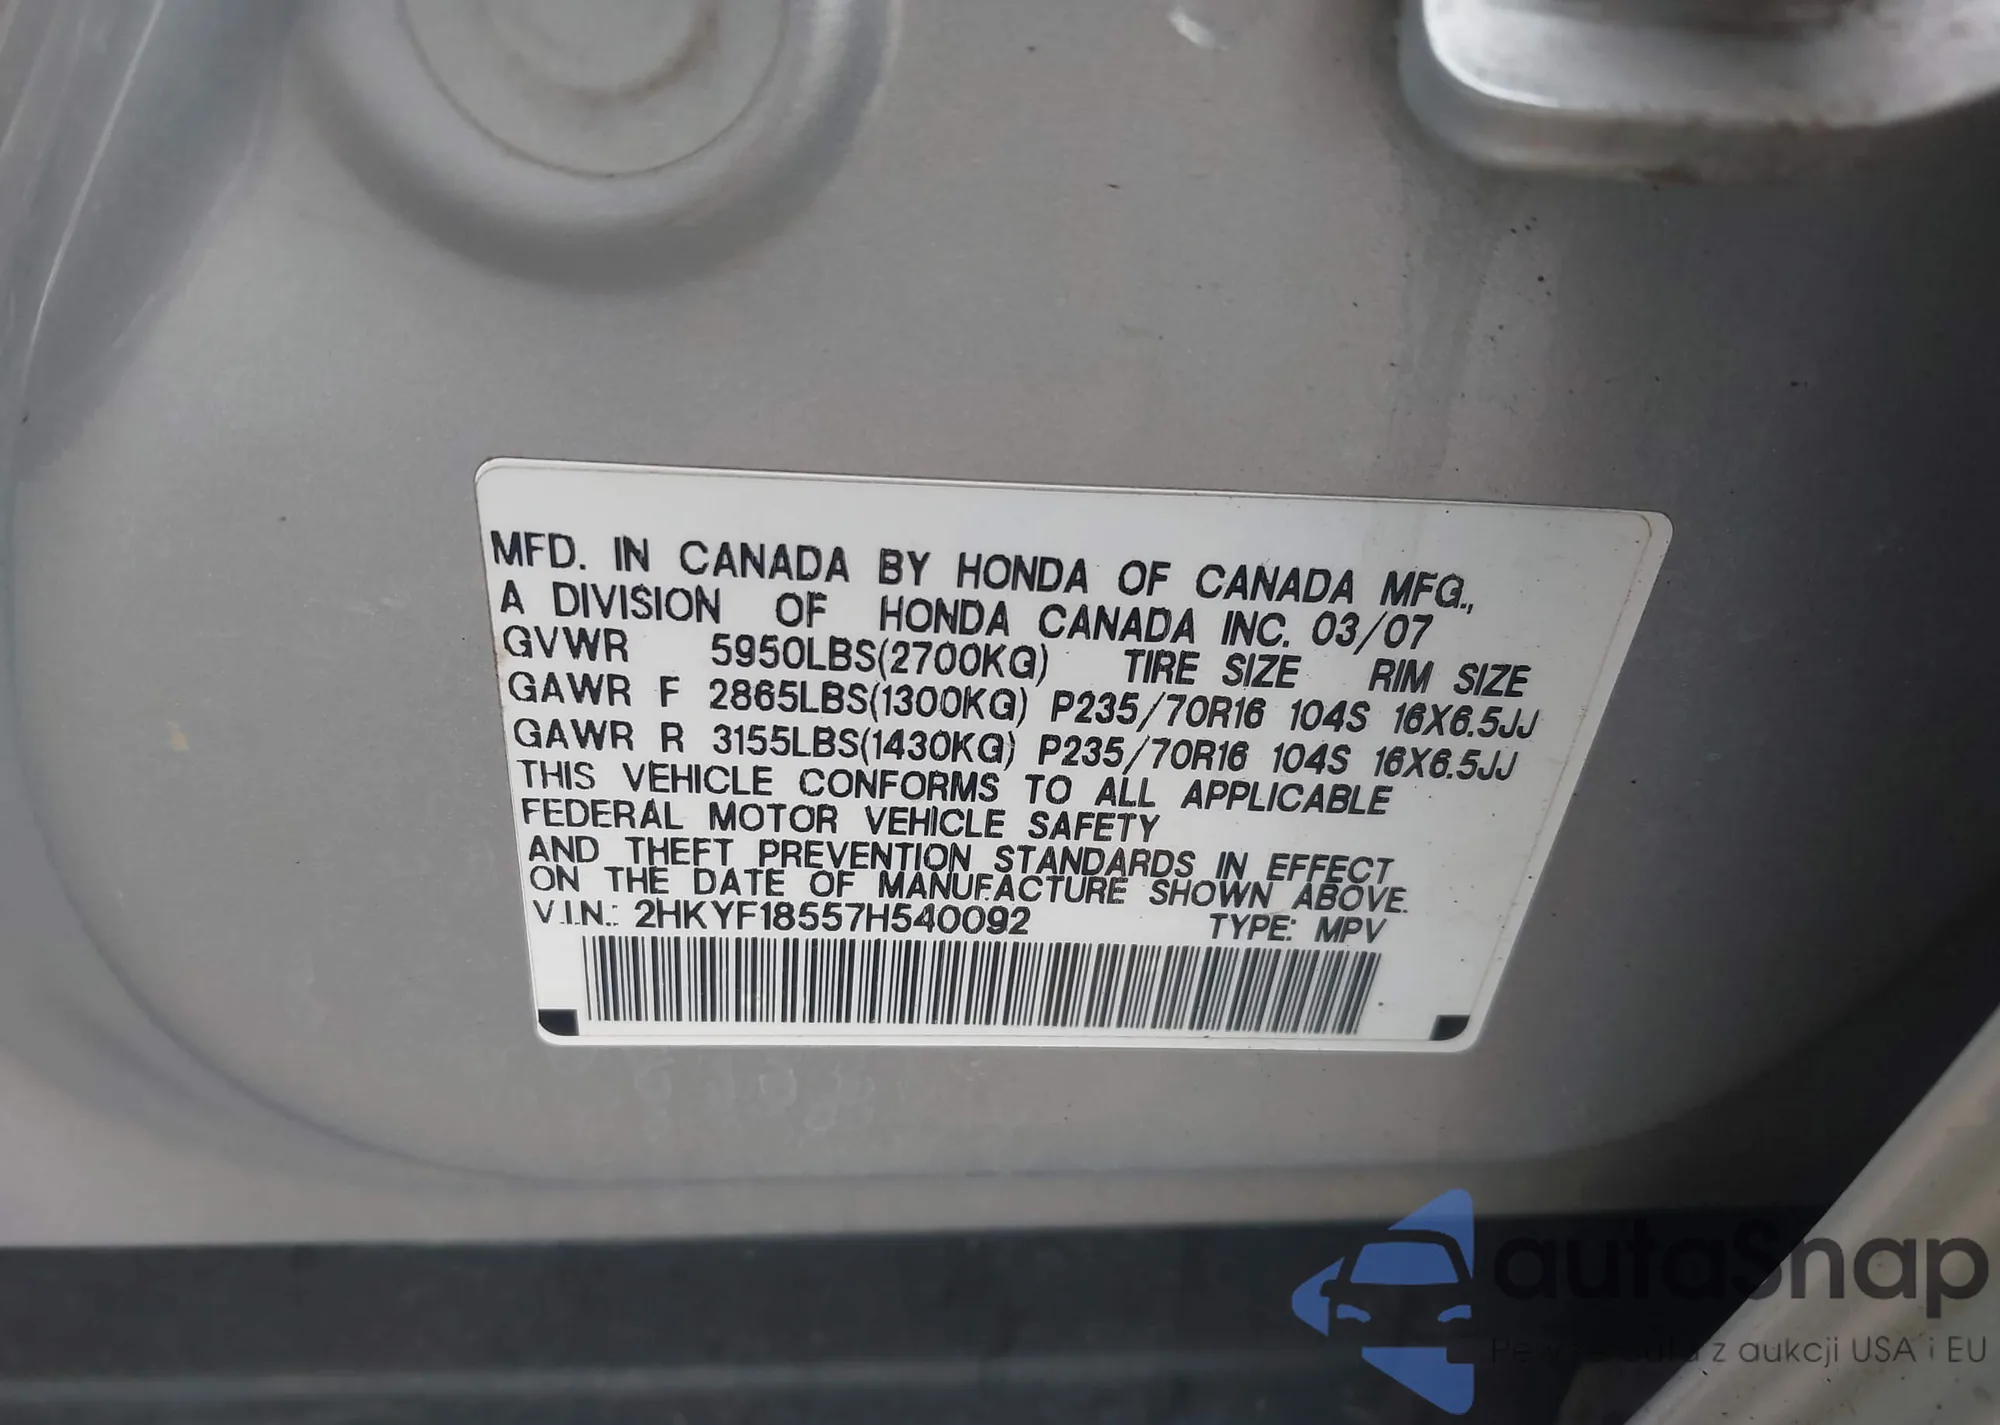 MFD. IN CANADA BY HONDA OF CANADA MFG.,
A DIVISION OF HONDA CANADA INC. 03/07
GVWR 5950LBS(2700KG) TIRE SIZE RIM SIZE
GAWR F 2865LBS(1300KG) P235/70R16 104S 16X6.5JJ
GAWR R 3155LBS(1430KG) P235/70R16 104S 16X6.5JJ
THIS VEHICLE CONFORMS TO ALL APPLICABLE
FEDERAL MOTOR VEHICLE SAFETY
AND THEFT PREVENTION STANDARDS IN EFFECT
ON THE DATE OF MANUFACTURE SHOWN ABOVE.
V.I.N.: 2HKYF18557H540092 TYPE: MPV
autoSnap
z aukcji USA i EU